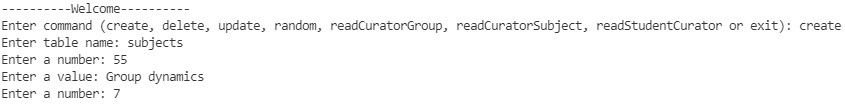 ----------Welcome----------
Enter command (create, delete, update, random, readCuratorGroup, readCuratorSubject, readStudentCurator or exit): create
Enter table name: subjects
Enter a number: 55
Enter a value: Group dynamics
Enter a number: 7